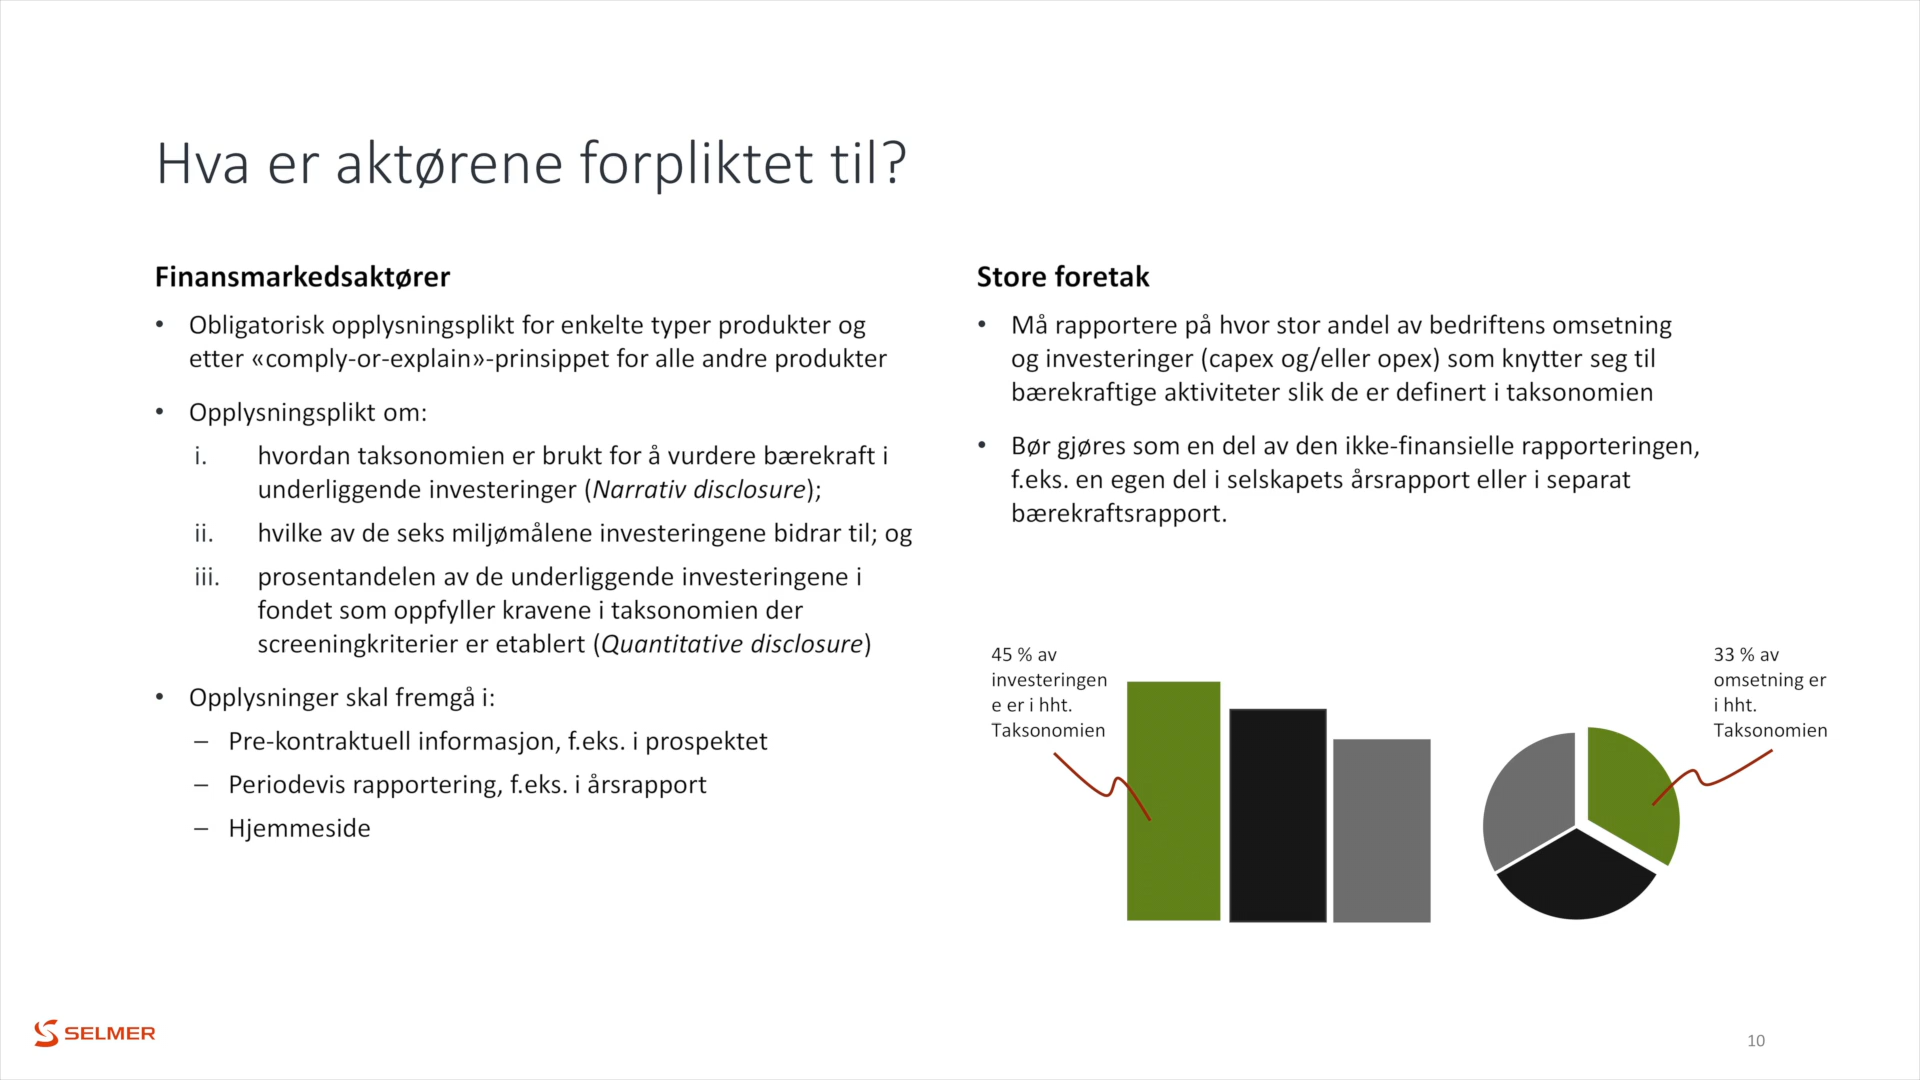 Hva er aktørene forpliktet til?
Finansmarkedsaktører
• Obligatorisk opplysningsplikt for enkelte typer produkter og
etter «comply-or-explain»-prinsippet for alle andre produkter
• Opplysningsplikt om:
i. hvordan taksonomien er brukt for å vurdere bærekraft i
underliggende investeringer (Narrativ disclosure);
ii. hvilke av de seks miljømålene investeringene bidrar til; og
iii. prosentandelen av de underliggende investeringene i
fondet som oppfyller kravene i taksonomien der
screeningkriterier er etablert (Quantitative disclosure)
• Opplysninger skal fremgå i:
– Pre-kontraktuell informasjon, f.eks. i prospektet
– Periodevis rapportering, f.eks. i årsrapport
– Hjemmeside
Store foretak
• Må rapportere på hvor stor andel av bedriftens omsetning
og investeringer (capex og/eller opex) som knytter seg til
bærekraftige aktiviteter slik de er definert i taksonomien
• Bør gjøres som en del av den ikke-finansielle rapporteringen,
f.eks. en egen del i selskapets årsrapport eller i separat
bærekraftsrapport.
45 % av
investeringen
e er i hht.
Taksonomien
33 % av
omsetning er
i hht.
Taksonomien
SELMER
10